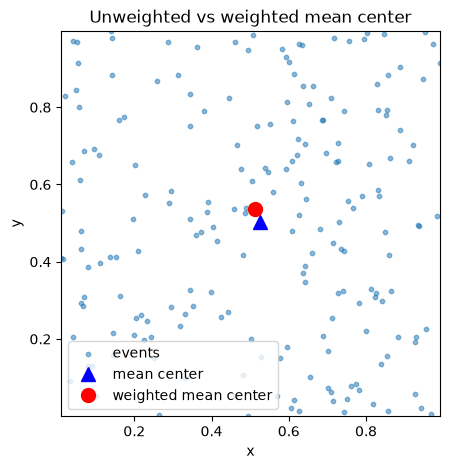 Unweighted vs weighted mean center
y
0.8
0.6
0.4
0.2
events
mean center
weighted mean center
0.2 0.4 0.6 0.8
x